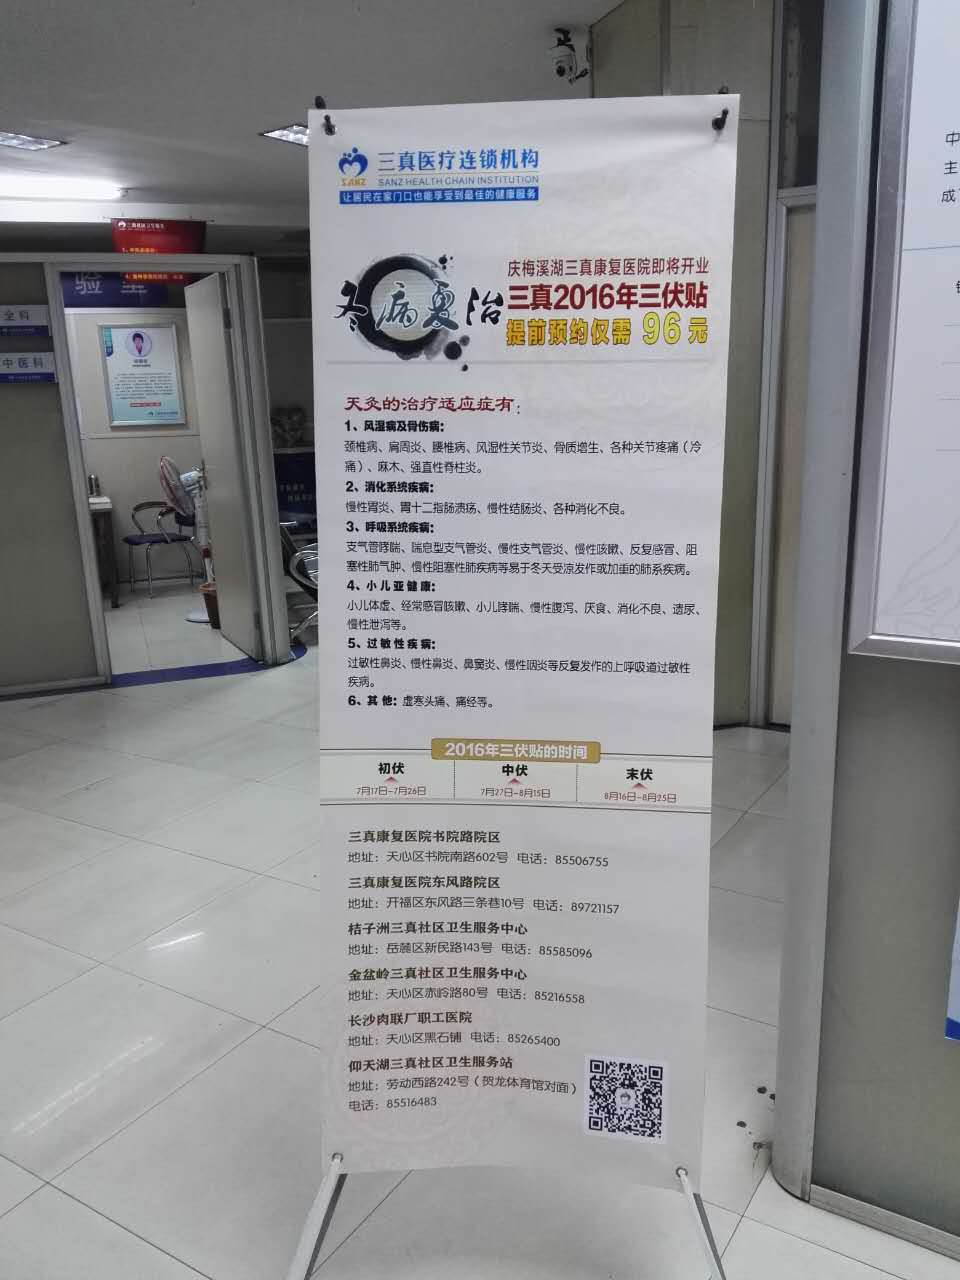 三真医疗连锁机构
SANZ HEALTH CHAIN INSTITUTION
SANZ
让居民在家门口也能享受到最佳的健康服务
冬病夏治
庆梅溪湖三真康复医院即将开业
三真2016年三伏贴
提前预约仅需 96 元
天灸的治疗适应症有：
1、风湿病及骨伤病：
颈椎病、肩周炎、腰椎病、风湿性关节炎、骨质增生、各种关节疼痛（冷
痛）、麻木、强直性脊柱炎。
2、消化系统疾病：
慢性胃炎、胃十二指肠溃疡、慢性结肠炎、各种消化不良。
3、呼吸系统疾病：
支气管哮喘、喘息型支气管炎、慢性支气管炎、慢性咳嗽、反复感冒、阻
塞性肺气肿、慢性阻塞性肺疾病等易于冬天受凉发作或加重的肺系疾病。
4、小儿亚健康：
小儿体虚、经常感冒咳嗽、小儿哮喘、慢性腹泻、厌食、消化不良、遗尿、
慢性泄泻等。
5、过敏性疾病：
过敏性鼻炎、慢性鼻炎、鼻窦炎、慢性咽炎等反复发作的上呼吸道过敏性
疾病。
6、其他：虚寒头痛、痛经等。
2016年三伏贴的时间
初伏
7月17日-7月26日
中伏
7月27日-8月15日
末伏
8月16日-8月25日
三真康复医院书院路院区
地址：天心区书院南路602号 电话：85506755
三真康复医院东风路院区
地址：开福区东风路三条巷10号 电话：89721157
桔子洲三真社区卫生服务中心
地址：岳麓区新民路143号 电话：85585096
金盆岭三真社区卫生服务中心
地址：天心区赤岭路80号 电话：85216558
长沙肉联厂职工医院
地址：天心区黑石铺 电话：85265400
仰天湖三真社区卫生服务站
地址：劳动西路242号（贺龙体育馆对面）
电话：85516483
全科
中医科
验
中
主
成